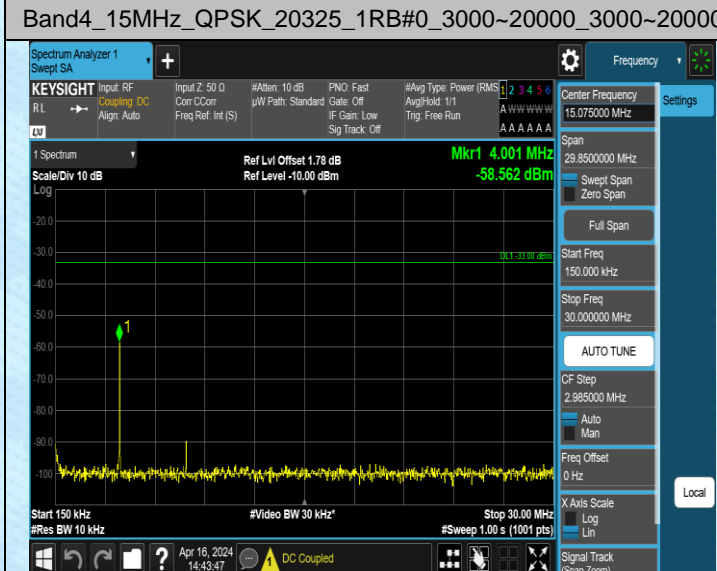 Band4_15MHz_QPSK_20325_1RB#0_3000~20000_3000~20000
Spectrum Analyzer 1
Swept SA
+
Frequency
KEYSIGHT
RL
LXI
Input: RF
Coupling: DC
Align: Auto
Input Z: 50 Ω
Corr CCorr
Freq Ref: Int (S)
#Atten: 10 dB
µW Path: Standard
PNO: Fast
Gate: Off
IF Gain: Low
Sig Track: Off
#Avg Type: Power (RMS
Avg|Hold: 1/1
Trig: Free Run
1 2 3 4 5 6
A W W W W W
A A A A A A
1 Spectrum
Scale/Div 10 dB
Log
Ref Lvl Offset 1.78 dB
Ref Level -10.00 dBm
Mkr1 4.001 MHz
-58.562 dBm
DL1 -33.00 dBm
-20.0
-30.0
-40.0
-50.0
-60.0
-70.0
-80.0
-90.0
-100
1
Start 150 kHz
#Res BW 10 kHz
#Video BW 30 kHz*
Stop 30.00 MHz
#Sweep 1.00 s (1001 pts)
Apr 16, 2024
14:43:47
DC Coupled
Center Frequency
15.075000 MHz
Settings
Span
29.8500000 MHz
Swept Span
Zero Span
Full Span
Start Freq
150.000 kHz
Stop Freq
30.000000 MHz
AUTO TUNE
CF Step
2.985000 MHz
Auto
Man
Freq Offset
0 Hz
X Axis Scale
Log
Lin
Local
Signal Track
(Span Zoom)